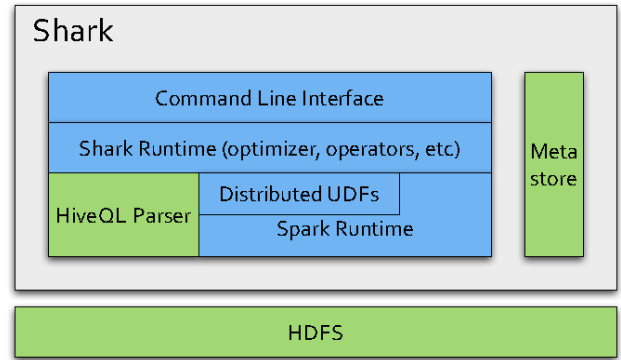 Shark
Command Line Interface
Shark Runtime (optimizer, operators, etc)
Meta
store
HiveQL Parser
Distributed UDFs
Spark Runtime
HDFS